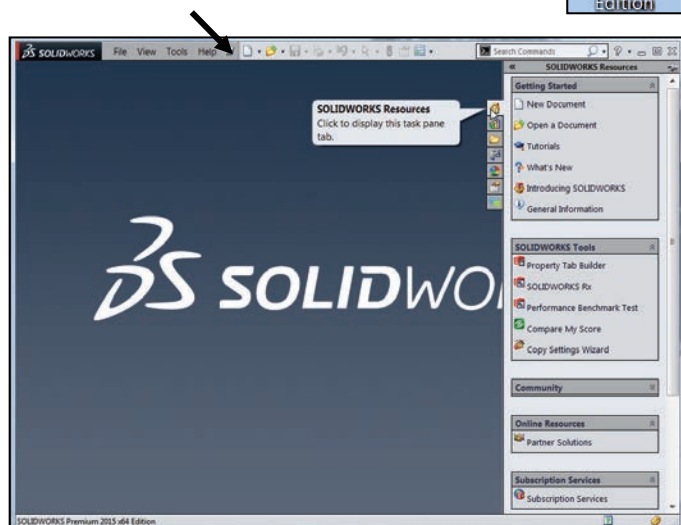 Edition
SOLIDWORKS File View Tools Help
Search Commands
SOLIDWORKS Resources
Getting Started
New Document
Open a Document
Tutorials
What's New
Introducing SOLIDWORKS
General Information
SOLIDWORKS Resources
Click to display this task pane
tab.
SOLIDWORKS Tools
Property Tab Builder
SOLIDWORKS Rx
Performance Benchmark Test
Compare My Score
Copy Settings Wizard
SOLIDWO
Community
Online Resources
Partner Solutions
Subscription Services
Subscription Services
SOLIDWORKS Premium 2015 x64 Edition